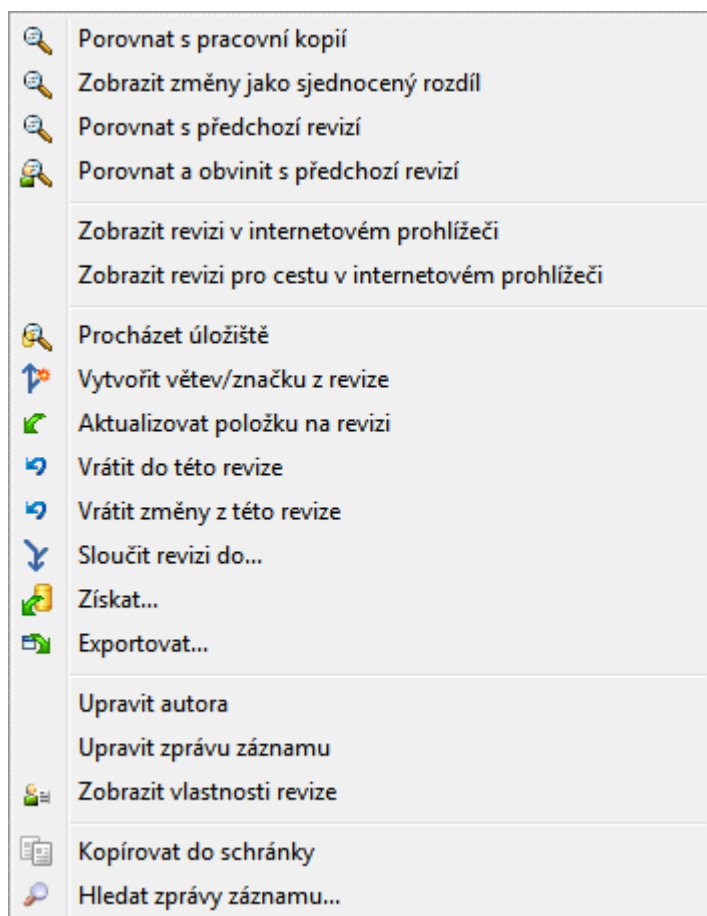 Porovnat s pracovní kopií
Zobrazit změny jako sjednocený rozdíl
Porovnat s předchozí revizí
Porovnat a obvinit s předchozí revizí
Zobrazit revizi v internetovém prohlížeči
Zobrazit revizi pro cestu v internetovém prohlížeči
Procházet úložiště
Vytvořit větev/značku z revize
Aktualizovat položku na revizi
Vrátit do této revize
Vrátit změny z této revize
Sloučit revizi do...
Získat...
Exportovat...
Upravit autora
Upravit zprávu záznamu
Zobrazit vlastnosti revize
Kopírovat do schránky
Hledat zprávy záznamu...